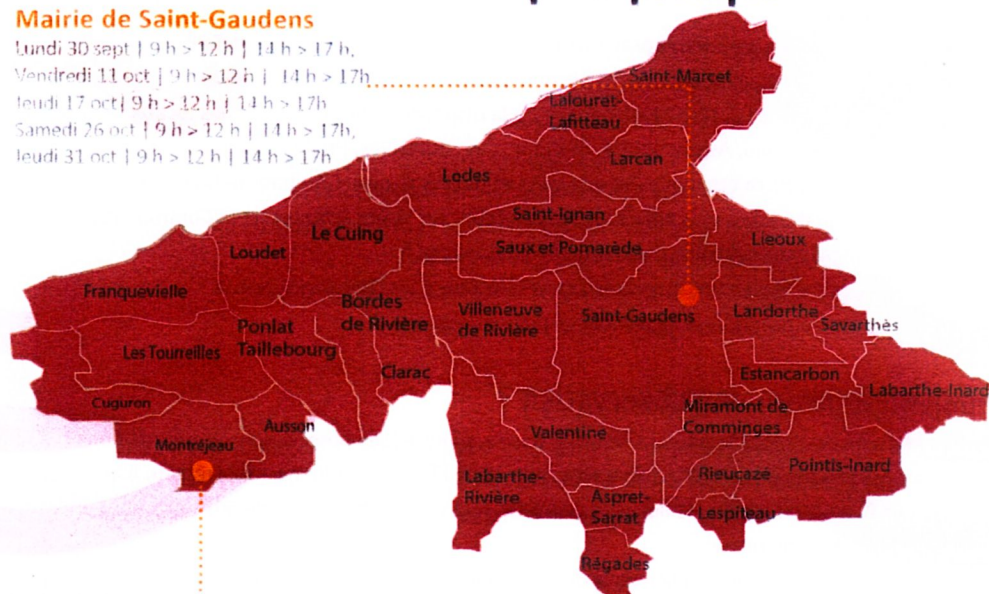 Mairie de Saint-Gaudens
Lundi 30 sept | 9 h > 12 h | 14 h > 17 h,
Vendredi 11 oct | 9 h > 12 h | 14 h > 17h
Jeudi 17 oct | 9 h > 12 h | 14 h > 17h
Samedi 26 oct | 9 h > 12 h | 14 h > 17h,
Jeudi 31 oct | 9 h > 12 h | 14 h > 17h
Saint-Marcet
Lalouret-
Lafitteau
Larcan
Lodes
Saint-Ignan
Le Cuing
Saux et Pomarède
Lieoux
Loudet
Franquevielle
Bordes
de Rivière
Villeneuve
de Rivière
Saint-Gaudens
Landorthe
Savarthès
Ponlat
Taillebourg
Les Tourreilles
Clarac
Estancarbon
Labarthe-Inard
Cuguron
Miramont de
Comminges
Ausson
Valentine
Montréjeau
Pointis-Inard
Rieucazé
Labarthe-
Rivière
Aspret-
Sarrat
Lespiteau
Régades